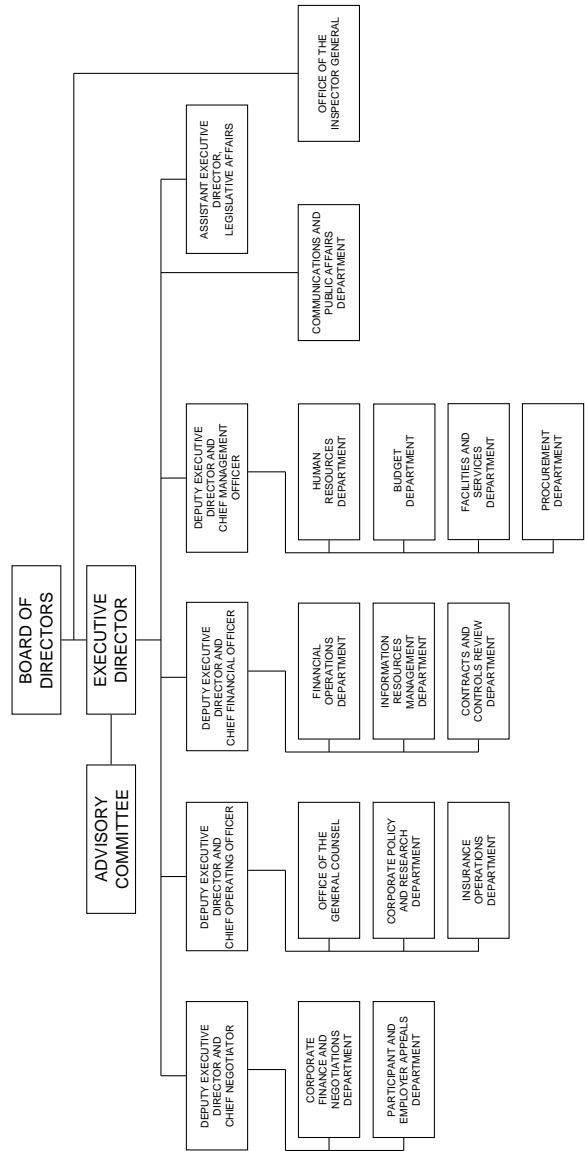 BOARD OF
DIRECTORS
ADVISORY
COMMITTEE
EXECUTIVE
DIRECTOR
DEPUTY EXECUTIVE
DIRECTOR AND
CHIEF NEGOTIATOR
DEPUTY EXECUTIVE
DIRECTOR AND
CHIEF OPERATING OFFICER
DEPUTY EXECUTIVE
DIRECTOR AND
CHIEF FINANCIAL OFFICER
DEPUTY EXECUTIVE
DIRECTOR AND
CHIEF MANAGEMENT
OFFICER
ASSISTANT EXECUTIVE
DIRECTOR,
LEGISLATIVE AFFAIRS
CORPORATE
FINANCE AND
NEGOTIATIONS
DEPARTMENT
OFFICE OF THE
GENERAL COUNSEL
FINANCIAL
OPERATIONS
DEPARTMENT
HUMAN
RESOURCES
DEPARTMENT
COMMUNICATIONS AND
PUBLIC AFFAIRS
DEPARTMENT
OFFICE OF THE
INSPECTOR GENERAL
PARTICIPANT AND
EMPLOYER APPEALS
DEPARTMENT
CORPORATE POLICY
AND RESEARCH
DEPARTMENT
INFORMATION
RESOURCES
MANAGEMENT
DEPARTMENT
BUDGET
DEPARTMENT
INSURANCE
OPERATIONS
DEPARTMENT
CONTRACTS AND
CONTROLS REVIEW
DEPARTMENT
FACILITIES AND
SERVICES
DEPARTMENT
PROCUREMENT
DEPARTMENT